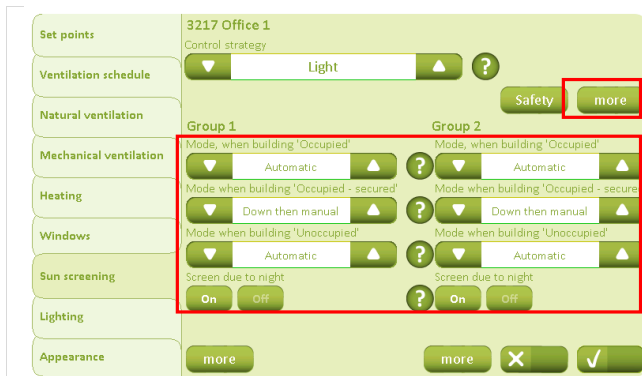 Set points
Ventilation schedule
Natural ventilation
Mechanical ventilation
Heating
Windows
Sun screening
Lighting
Appearance
3217 Office 1
Control strategy
Light
?
Safety
more
Group 1
Group 2
Mode, when building 'Occupied'
Mode, when building 'Occupied'
Automatic
?
Automatic
Mode when building 'Occupied - secured'
Mode when building 'Occupied - secured
Down then manual
?
Down then manual
Mode when building 'Unoccupied'
Mode when building 'Unoccupied'
Automatic
?
Automatic
Screen due to night
Screen due to night
On
Off
?
On
Off
more
more